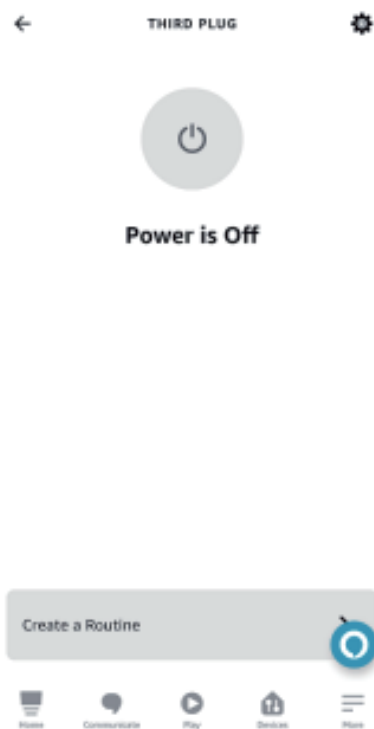 THIRD PLUG
Power is Off
Create a Routine
Home
Communicate
Play
Devices
More